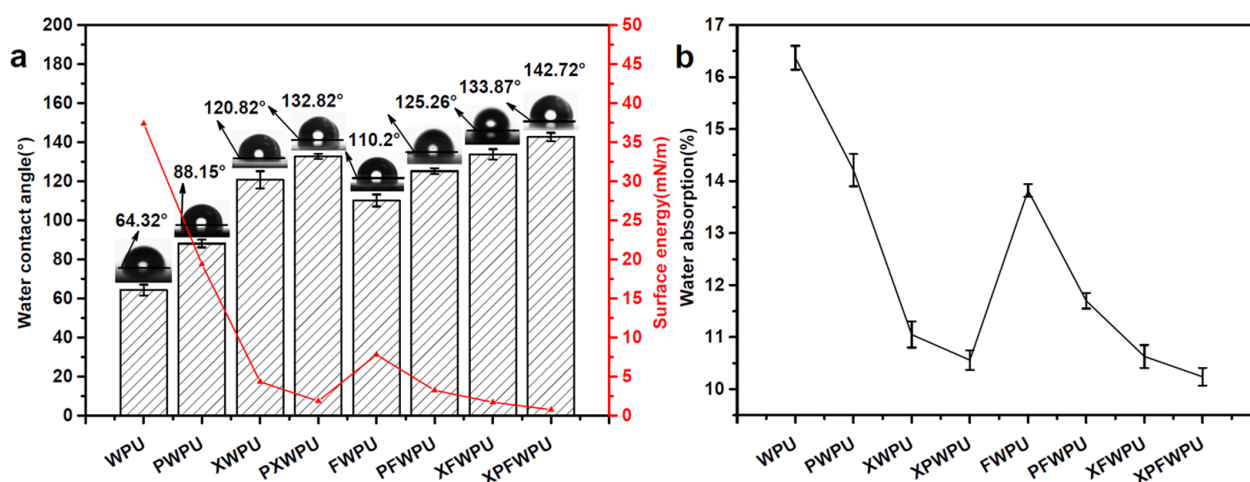 a
Water contact angle(°)
200
180
160
140
120
100
80
60
40
20
0
64.32°
88.15°
120.82°
132.82°
110.2°
125.26°
133.87°
142.72°
50
45
40
35
30
25
20
15
10
5
0
Surface energy(mN/m)
WPU
PWPU
XWPU
PXWPU
FWPU
PFWPU
XFWPU
XPFWPU
b
Water absorption(%)
17
16
15
14
13
12
11
10
WPU
PWPU
XWPU
XPWPU
FWPU
PFWPU
XFWPU
XPFWPU